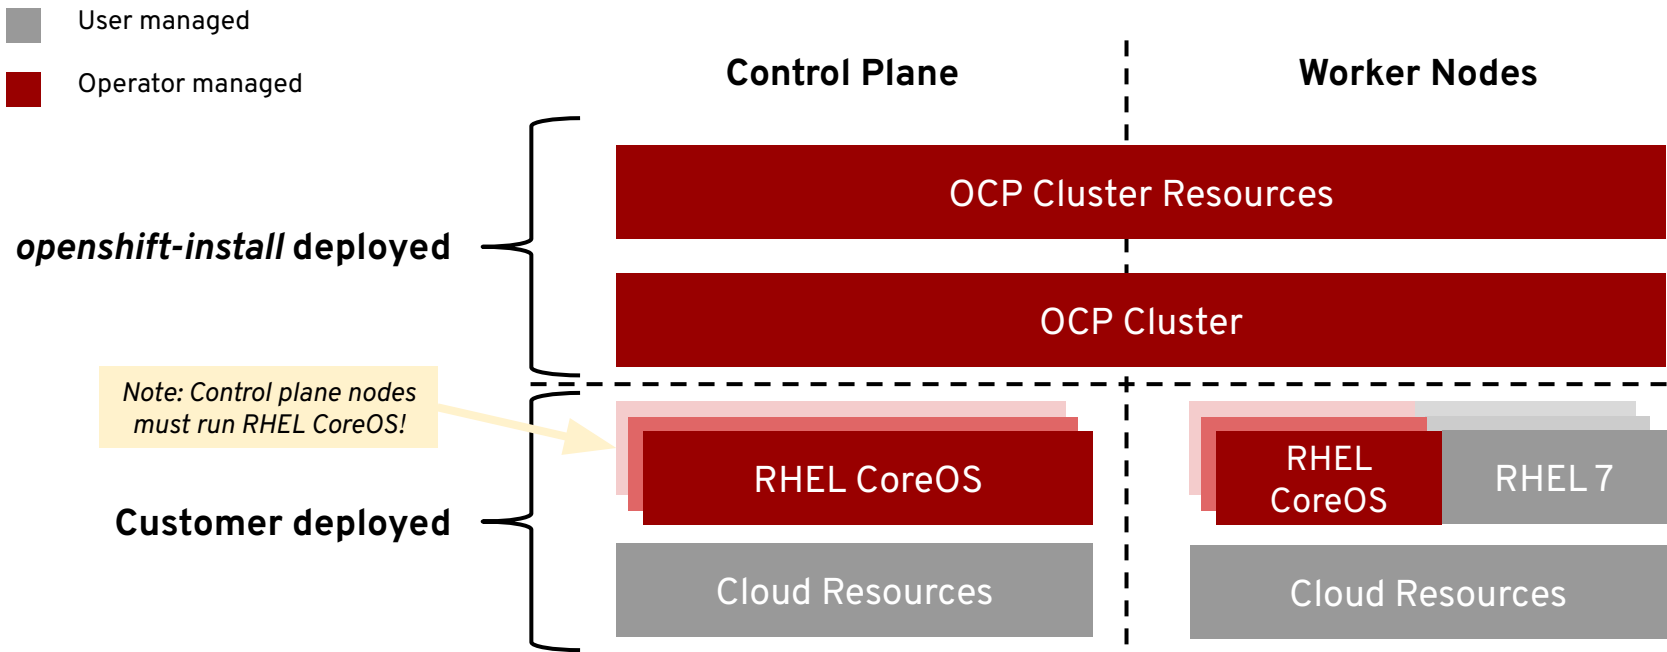 User managed
Operator managed
Control Plane
Worker Nodes
OCP Cluster Resources
openshift-install deployed
OCP Cluster
Note: Control plane nodes
must run RHEL CoreOS!
RHEL CoreOS
RHEL
CoreOS
RHEL 7
Customer deployed
Cloud Resources
Cloud Resources